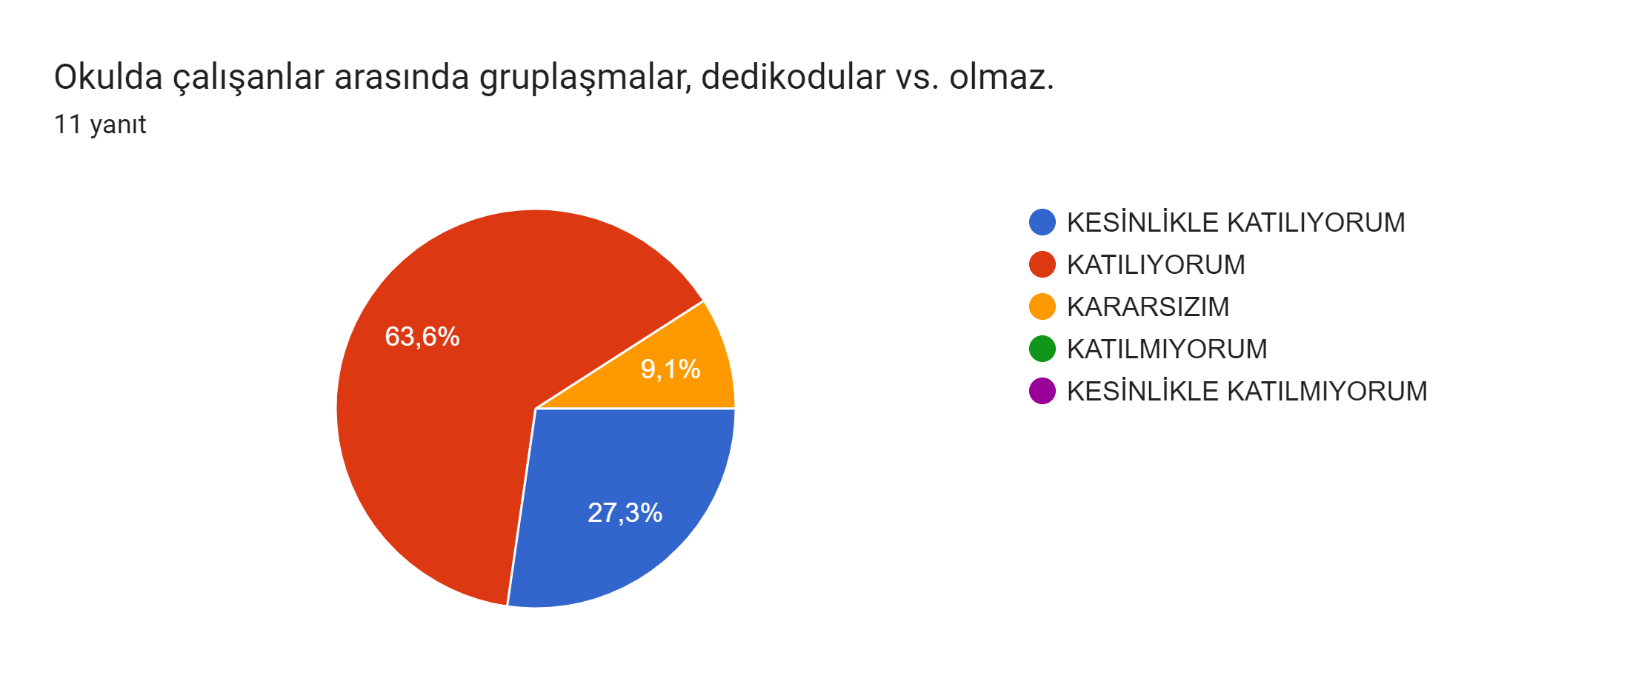 Okulda çalışanlar arasında gruplaşmalar, dedikodular vs. olmaz.
11 yanıt
63,6%
9,1%
27,3%
KESİNLİKLE KATILIYORUM
KATILIYORUM
KARARSIZIM
KATILMIYORUM
KESİNLİKLE KATILMIYORUM